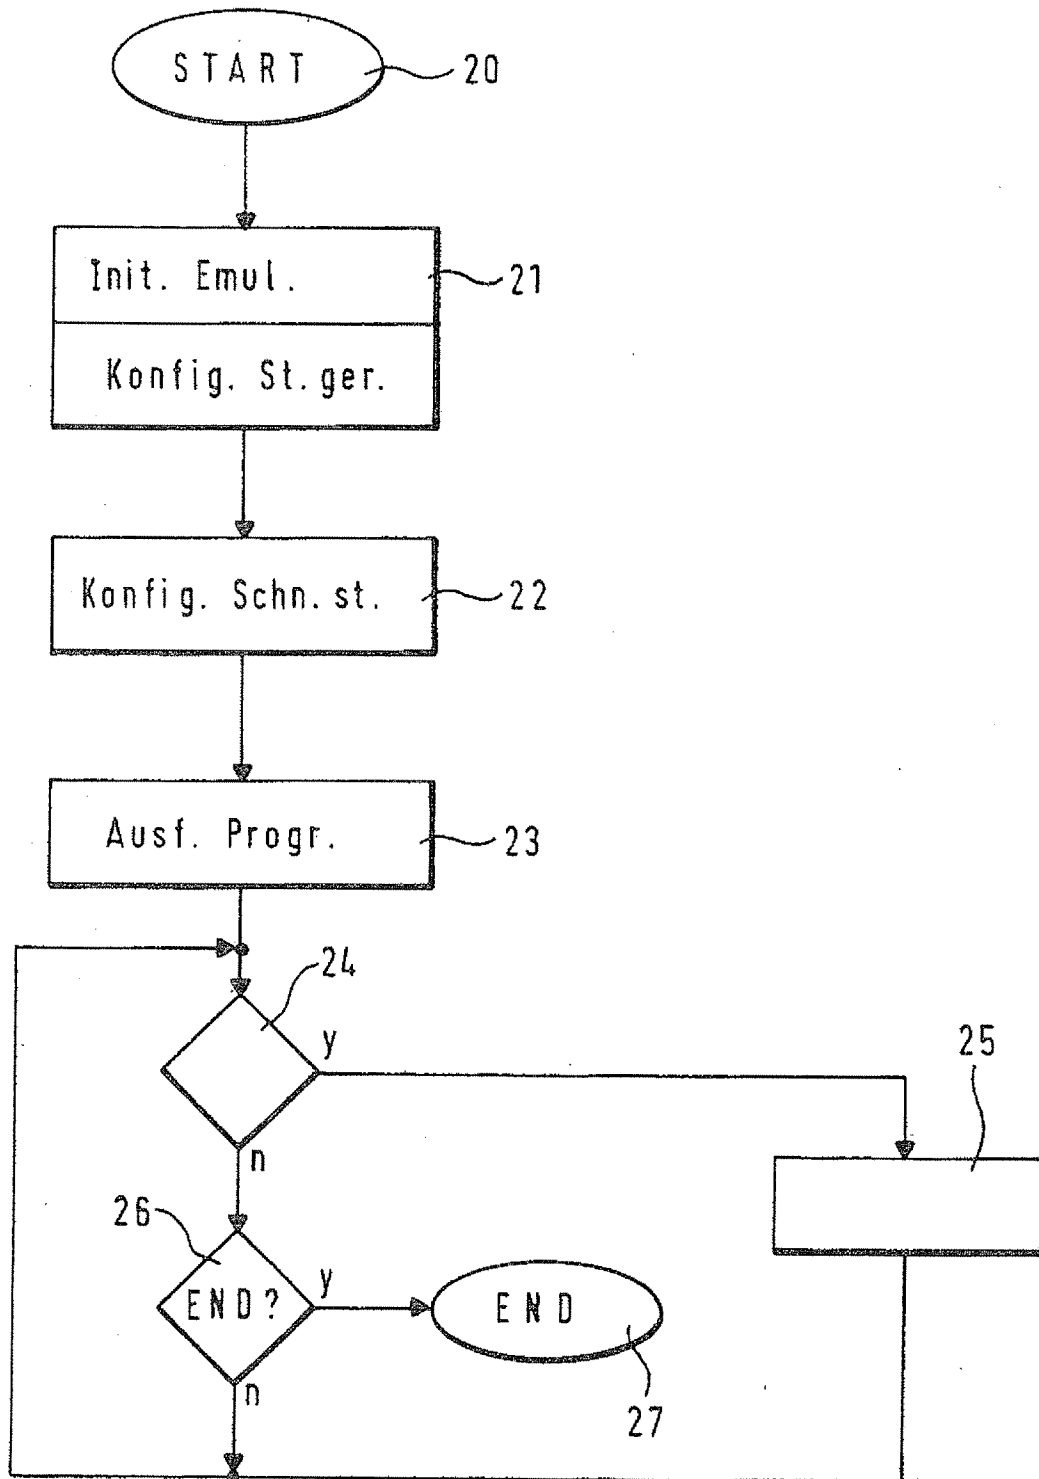 START
20
Init. Emul.
21
Konfig. St.ger.
Konfig. Schn.st.
22
Ausf. Progr.
23
24
y
25
n
26
END?
y
END
n
27